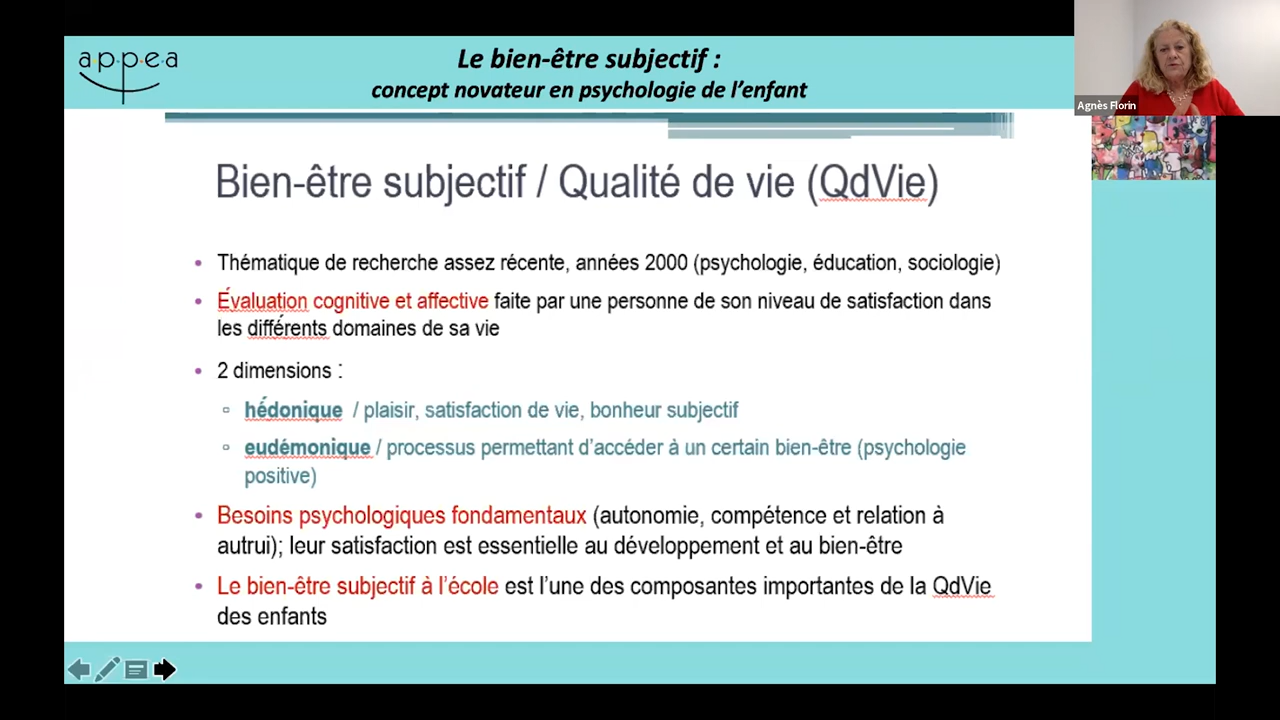 appea
Le bien-être subjectif :
concept novateur en psychologie de l'enfant
Agnès Florin
Bien-être subjectif / Qualité de vie (QdVie)
• Thématique de recherche assez récente, années 2000 (psychologie, éducation, sociologie)
• Évaluation cognitive et affective faite par une personne de son niveau de satisfaction dans
les différents domaines de sa vie
• 2 dimensions :
▫ hédonique / plaisir, satisfaction de vie, bonheur subjectif
▫ eudémonique / processus permettant d'accéder à un certain bien-être (psychologie
positive)
• Besoins psychologiques fondamentaux (autonomie, compétence et relation à
autrui); leur satisfaction est essentielle au développement et au bien-être
• Le bien-être subjectif à l'école est l'une des composantes importantes de la QdVie
des enfants